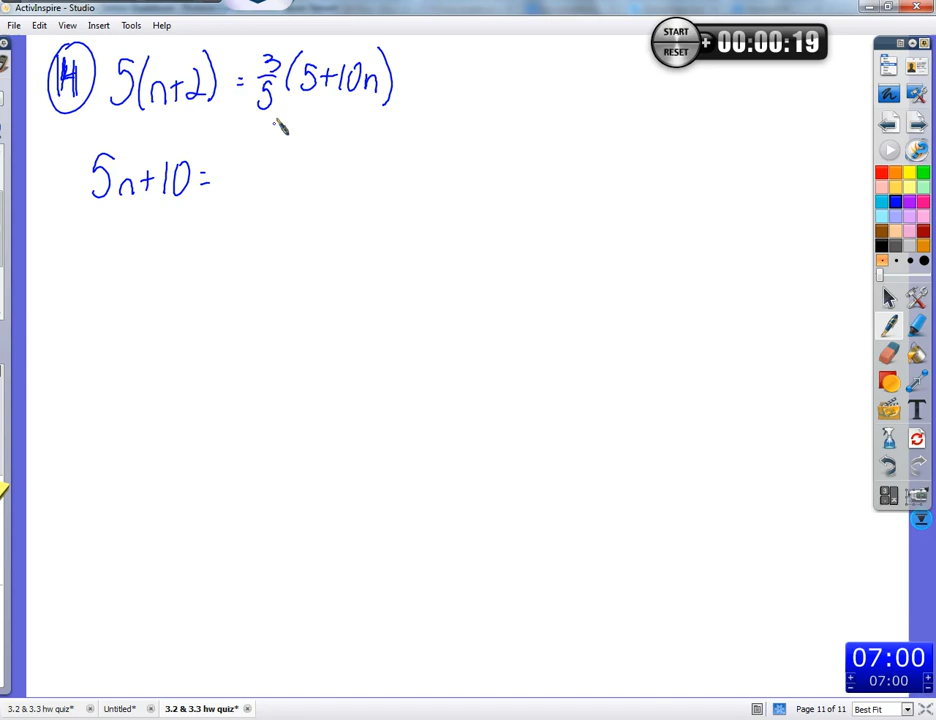 ActivInspire - Studio
File Edit View Insert Tools Help
START
RESET
00:00:19
14 5(n+2) = 3/5 (5+10n)
5n+10=
T
07:00
07:00
3.2 & 3.3 hw quiz* Untitled* 3.2 & 3.3 hw quiz*
Page 11 of 11 Best Fit